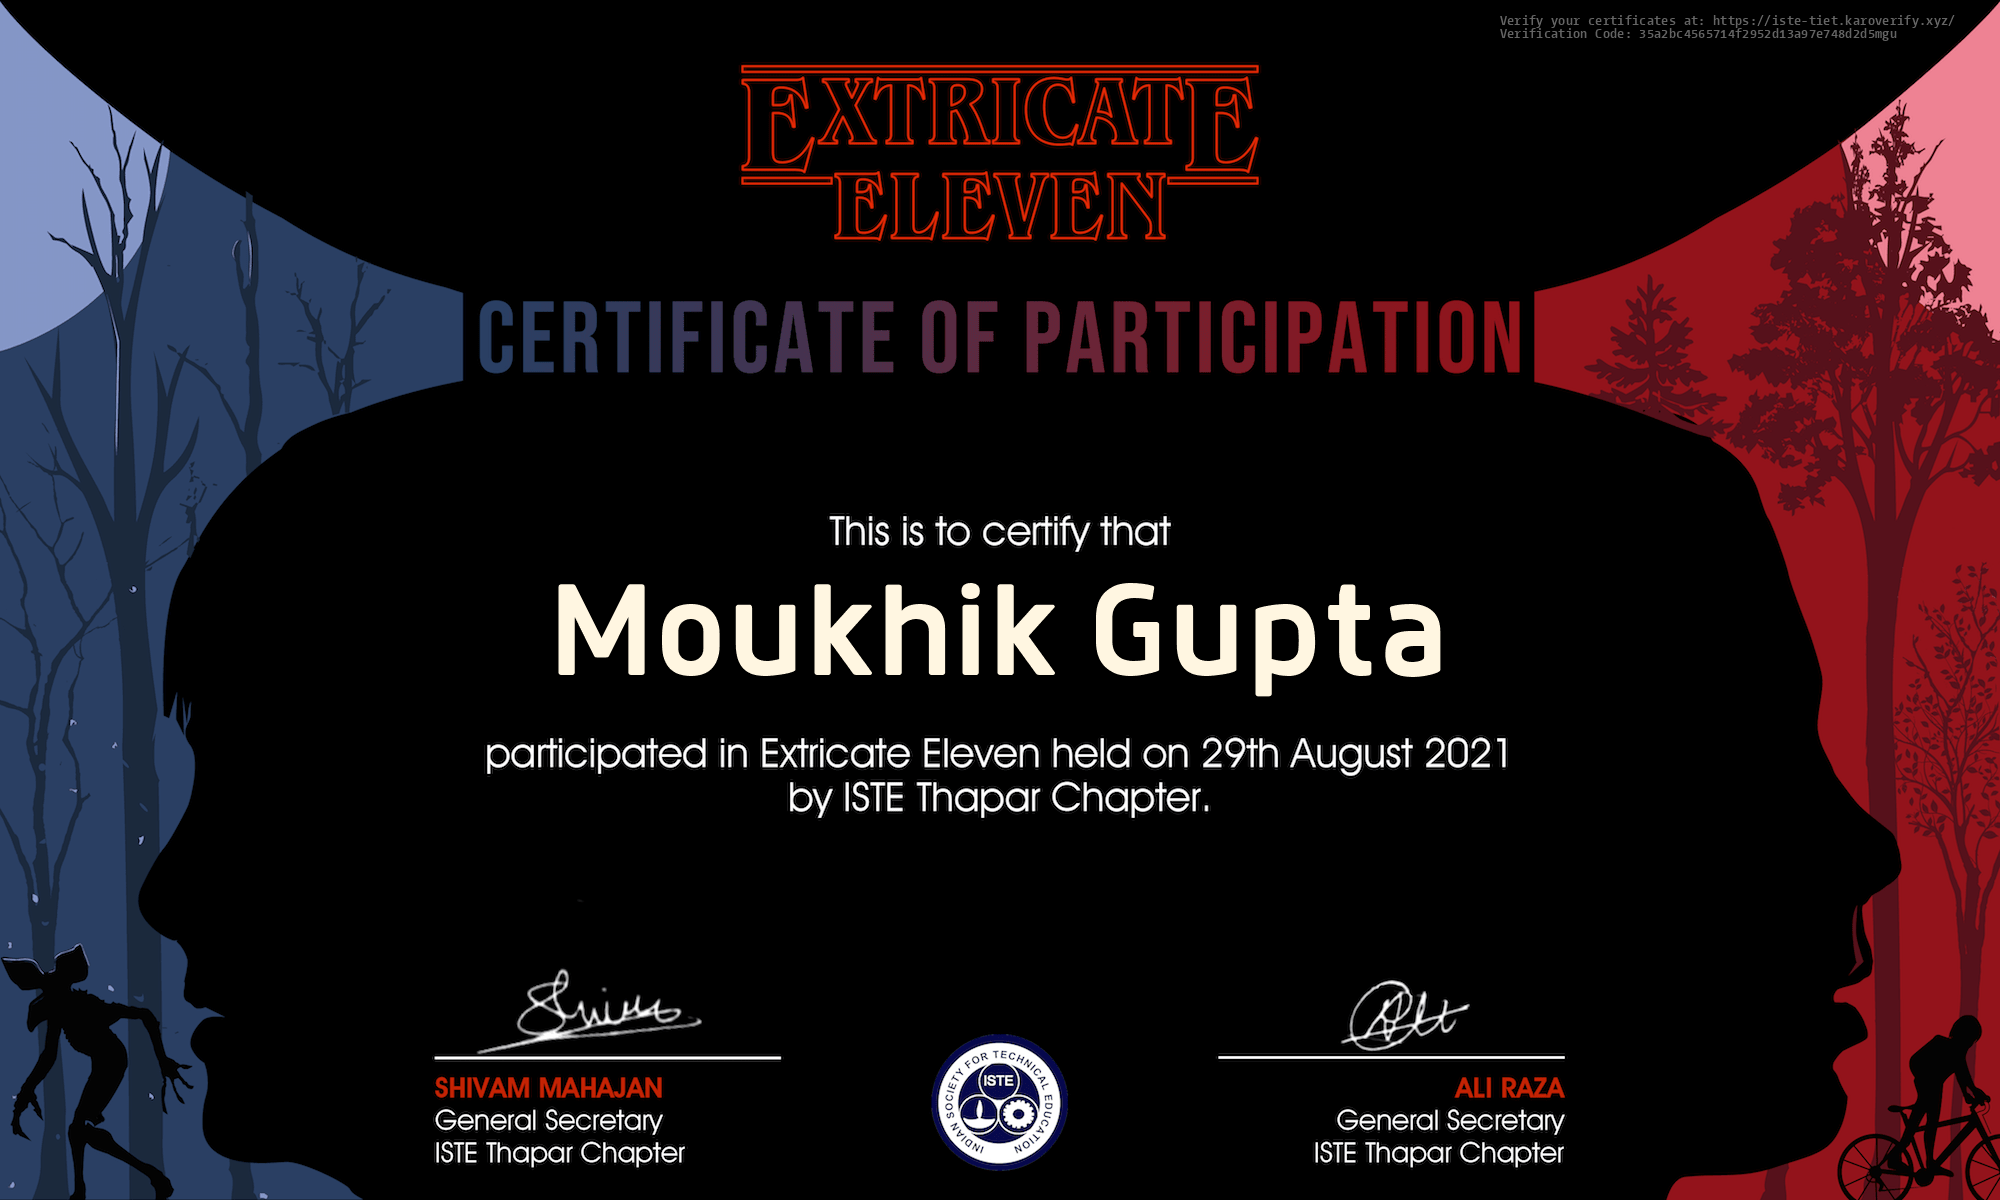 Verify your certificates at: https://iste-tiet.karoverify.xyz/
Verification Code: 35a2bc4565714f2952d13a97e748d2d5mgu
EXTRICATE
ELEVEN
CERTIFICATE OF PARTICIPATION
This is to certify that
Moukhik Gupta
participated in Extricate Eleven held on 29th August 2021
by ISTE Thapar Chapter.
SHIVAM MAHAJAN
General Secretary
ISTE Thapar Chapter
INDIAN SOCIETY FOR TECHNICAL EDUCATION
ISTE
ALI RAZA
General Secretary
ISTE Thapar Chapter